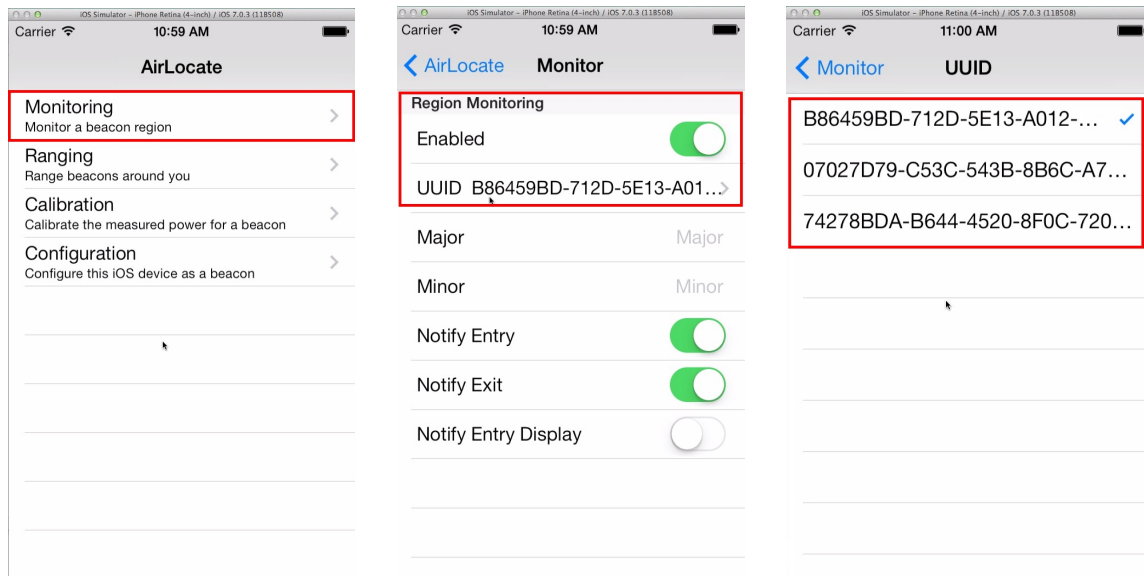 iOS Simulator – iPhone Retina (4-inch) / iOS 7.0.3 (11B508)
Carrier 10:59 AM
AirLocate
Monitoring
Monitor a beacon region
Ranging
Range beacons around you
Calibration
Calibrate the measured power for a beacon
Configuration
Configure this iOS device as a beacon
iOS Simulator – iPhone Retina (4-inch) / iOS 7.0.3 (11B508)
Carrier 10:59 AM
AirLocate Monitor
Region Monitoring
Enabled
UUID B86459BD-712D-5E13-A01...
Major Major
Minor Minor
Notify Entry
Notify Exit
Notify Entry Display
iOS Simulator – iPhone Retina (4-inch) / iOS 7.0.3 (11B508)
Carrier 11:00 AM
Monitor UUID
B86459BD-712D-5E13-A012-...
07027D79-C53C-543B-8B6C-A7...
74278BDA-B644-4520-8F0C-720...